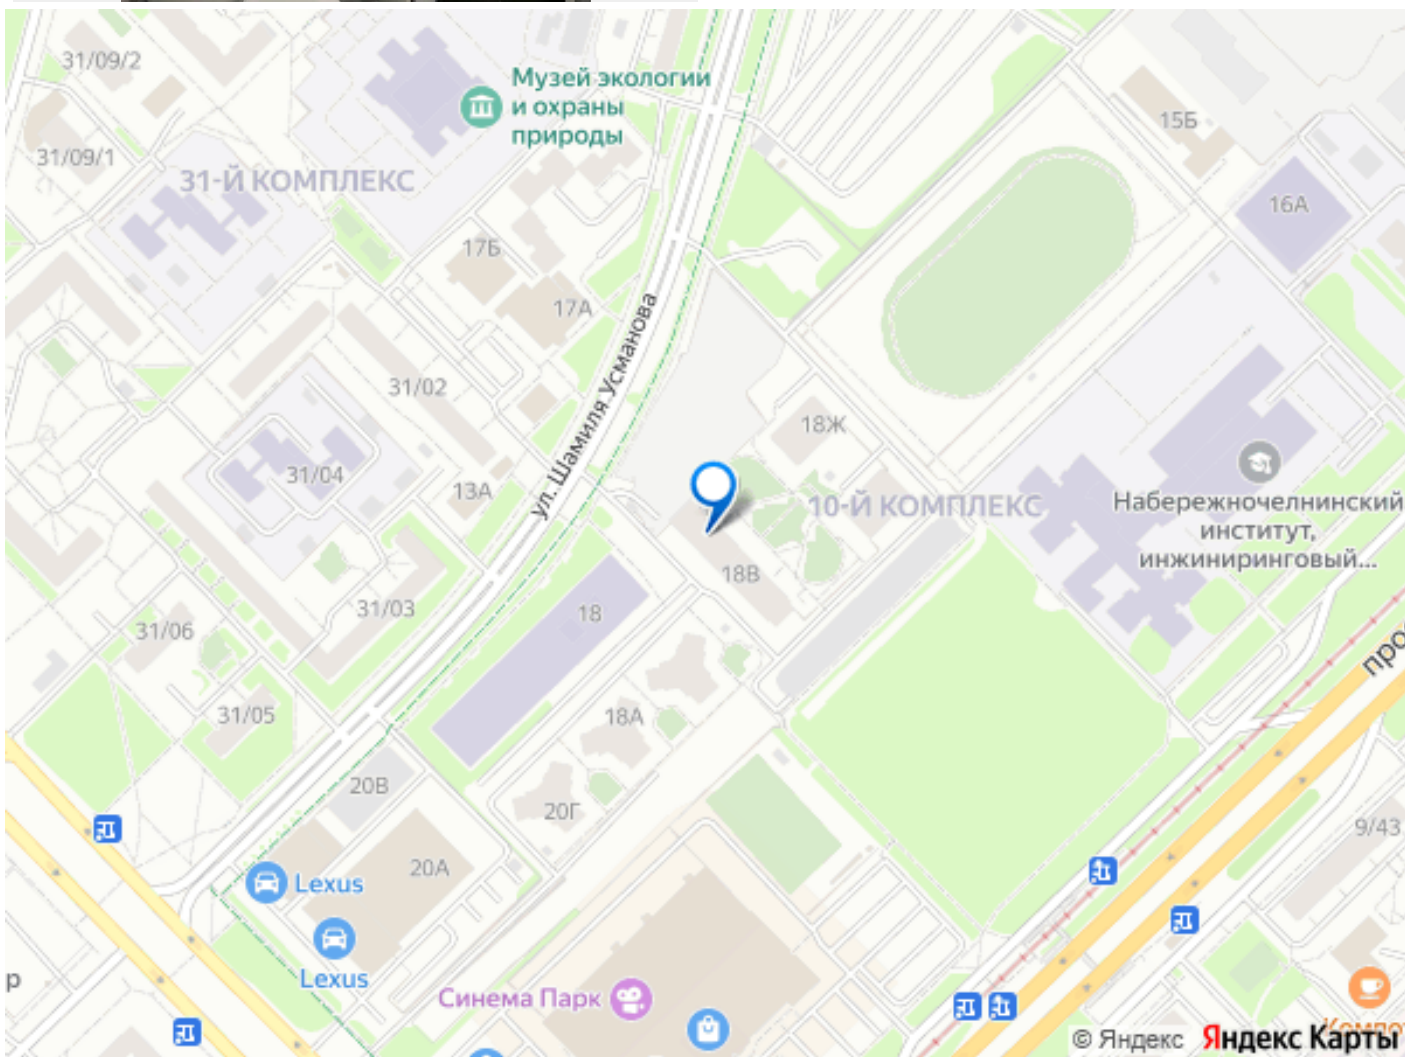 31/09/2
Музей экологии
и охраны
природы
15Б
31/09/1
31-Й КОМПЛЕКС
16А
17Б
17А
ул. Шамиля Усманова
31/02
18Ж
31/04
13А
10-Й КОМПЛЕКС
Набережночелнинский
институт,
инжиниринговый...
18В
31/03
18
31/06
про
31/05
18А
20В
20Г
9/43
20А
Lexus
Lexus
р
Синема Парк
© Яндекс Яндекс Карты